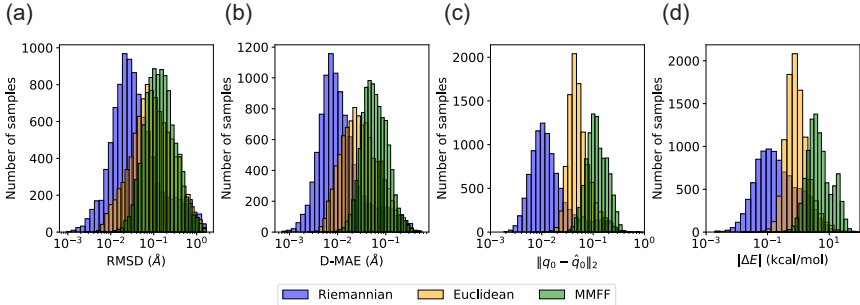 (a)
(b)
(c)
(d)
Number of samples
1000
800
600
400
200
0
10⁻³ 10⁻² 10⁻¹ 10⁰
RMSD (Å)
Number of samples
1200
1000
800
600
400
200
0
10⁻³ 10⁻² 10⁻¹
D-MAE (Å)
Number of samples
2000
1500
1000
500
0
10⁻³ 10⁻² 10⁻¹ 10⁰
‖q₀ − q̂₀‖₂
Number of samples
2000
1500
1000
500
0
10⁻³ 10⁻¹ 10¹
|ΔE| (kcal/mol)
Riemannian Euclidean MMFF